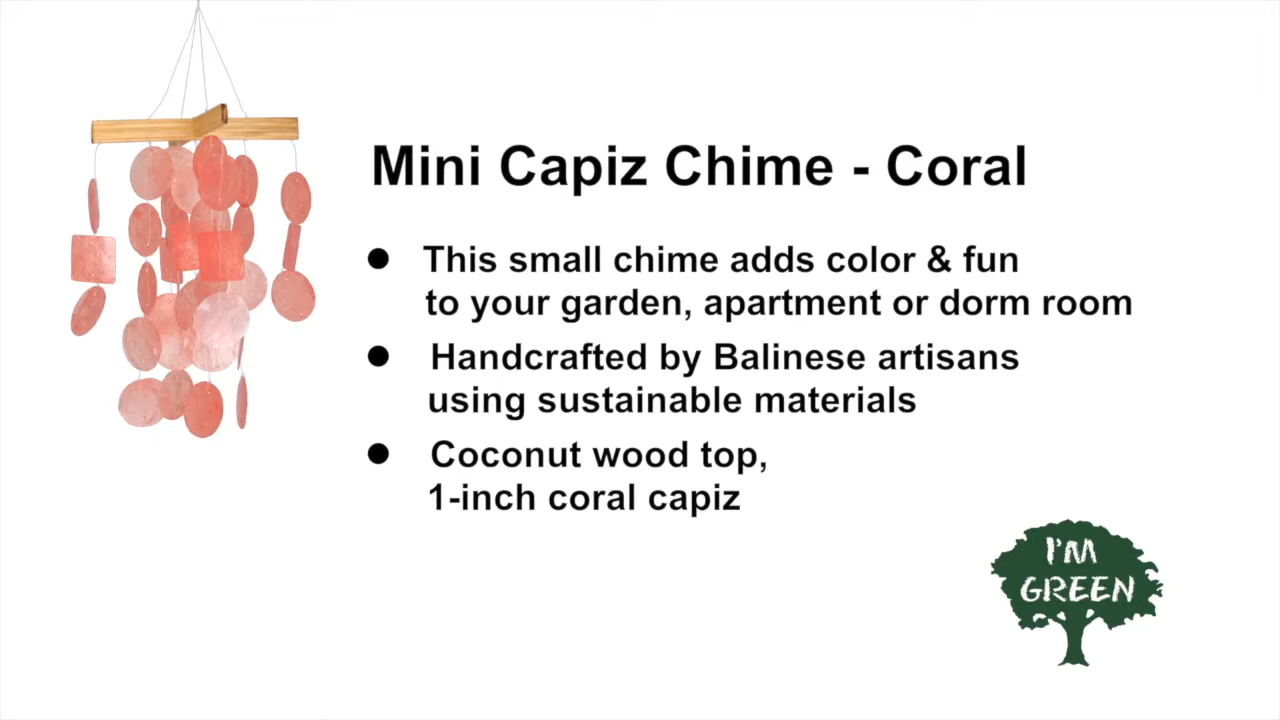 Mini Capiz Chime - Coral
● This small chime adds color & fun
to your garden, apartment or dorm room
● Handcrafted by Balinese artisans
using sustainable materials
● Coconut wood top,
1-inch coral capiz
I'M
GREEN